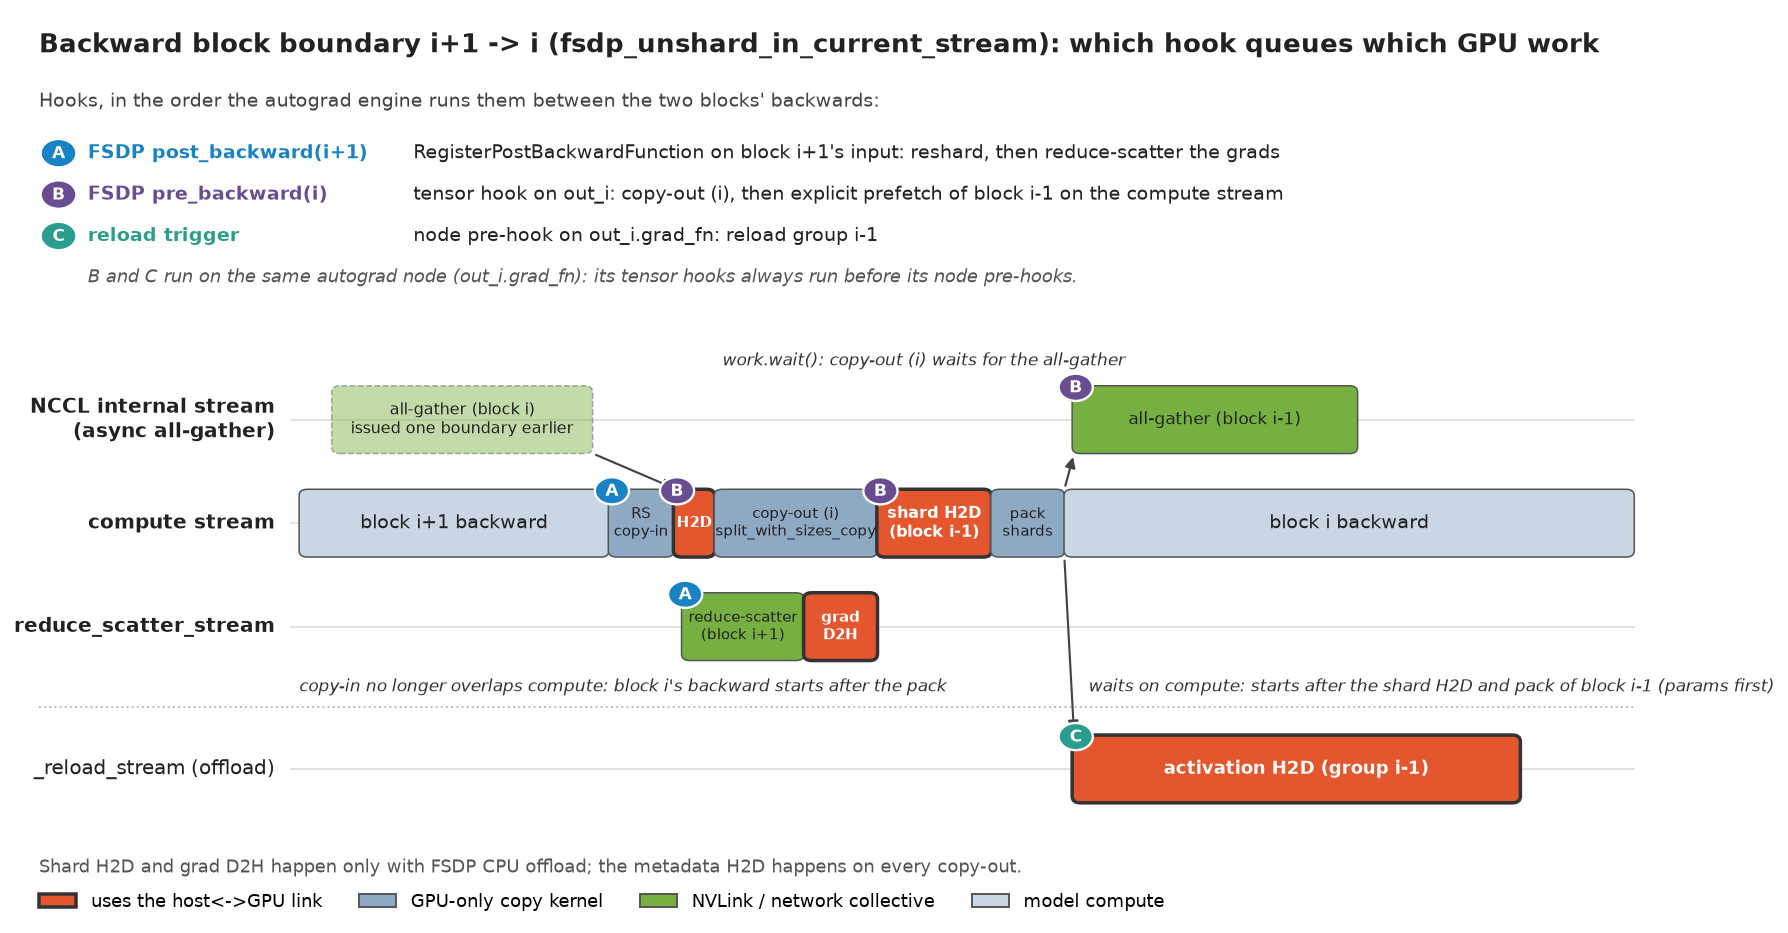 Backward block boundary i+1 -> i (fsdp_unshard_in_current_stream): which hook queues which GPU work
Hooks, in the order the autograd engine runs them between the two blocks' backwards:
A FSDP post_backward(i+1) RegisterPostBackwardFunction on block i+1's input: reshard, then reduce-scatter the grads
B FSDP pre_backward(i) tensor hook on out_i: copy-out (i), then explicit prefetch of block i-1 on the compute stream
C reload trigger node pre-hook on out_i.grad_fn: reload group i-1
B and C run on the same autograd node (out_i.grad_fn): its tensor hooks always run before its node pre-hooks.
work.wait(): copy-out (i) waits for the all-gather
NCCL internal stream
(async all-gather)
all-gather (block i)
issued one boundary earlier
B
all-gather (block i-1)
compute stream
block i+1 backward
A
RS
copy-in
B
H2D
copy-out (i)
split_with_sizes_copy
B
shard H2D
(block i-1)
pack
shards
block i backward
reduce_scatter_stream
A
reduce-scatter
(block i+1)
grad
D2H
copy-in no longer overlaps compute: block i's backward starts after the pack
waits on compute: starts after the shard H2D and pack of block i-1 (params first)
_reload_stream (offload)
C
activation H2D (group i-1)
Shard H2D and grad D2H happen only with FSDP CPU offload; the metadata H2D happens on every copy-out.
uses the host<->GPU link
GPU-only copy kernel
NVLink / network collective
model compute